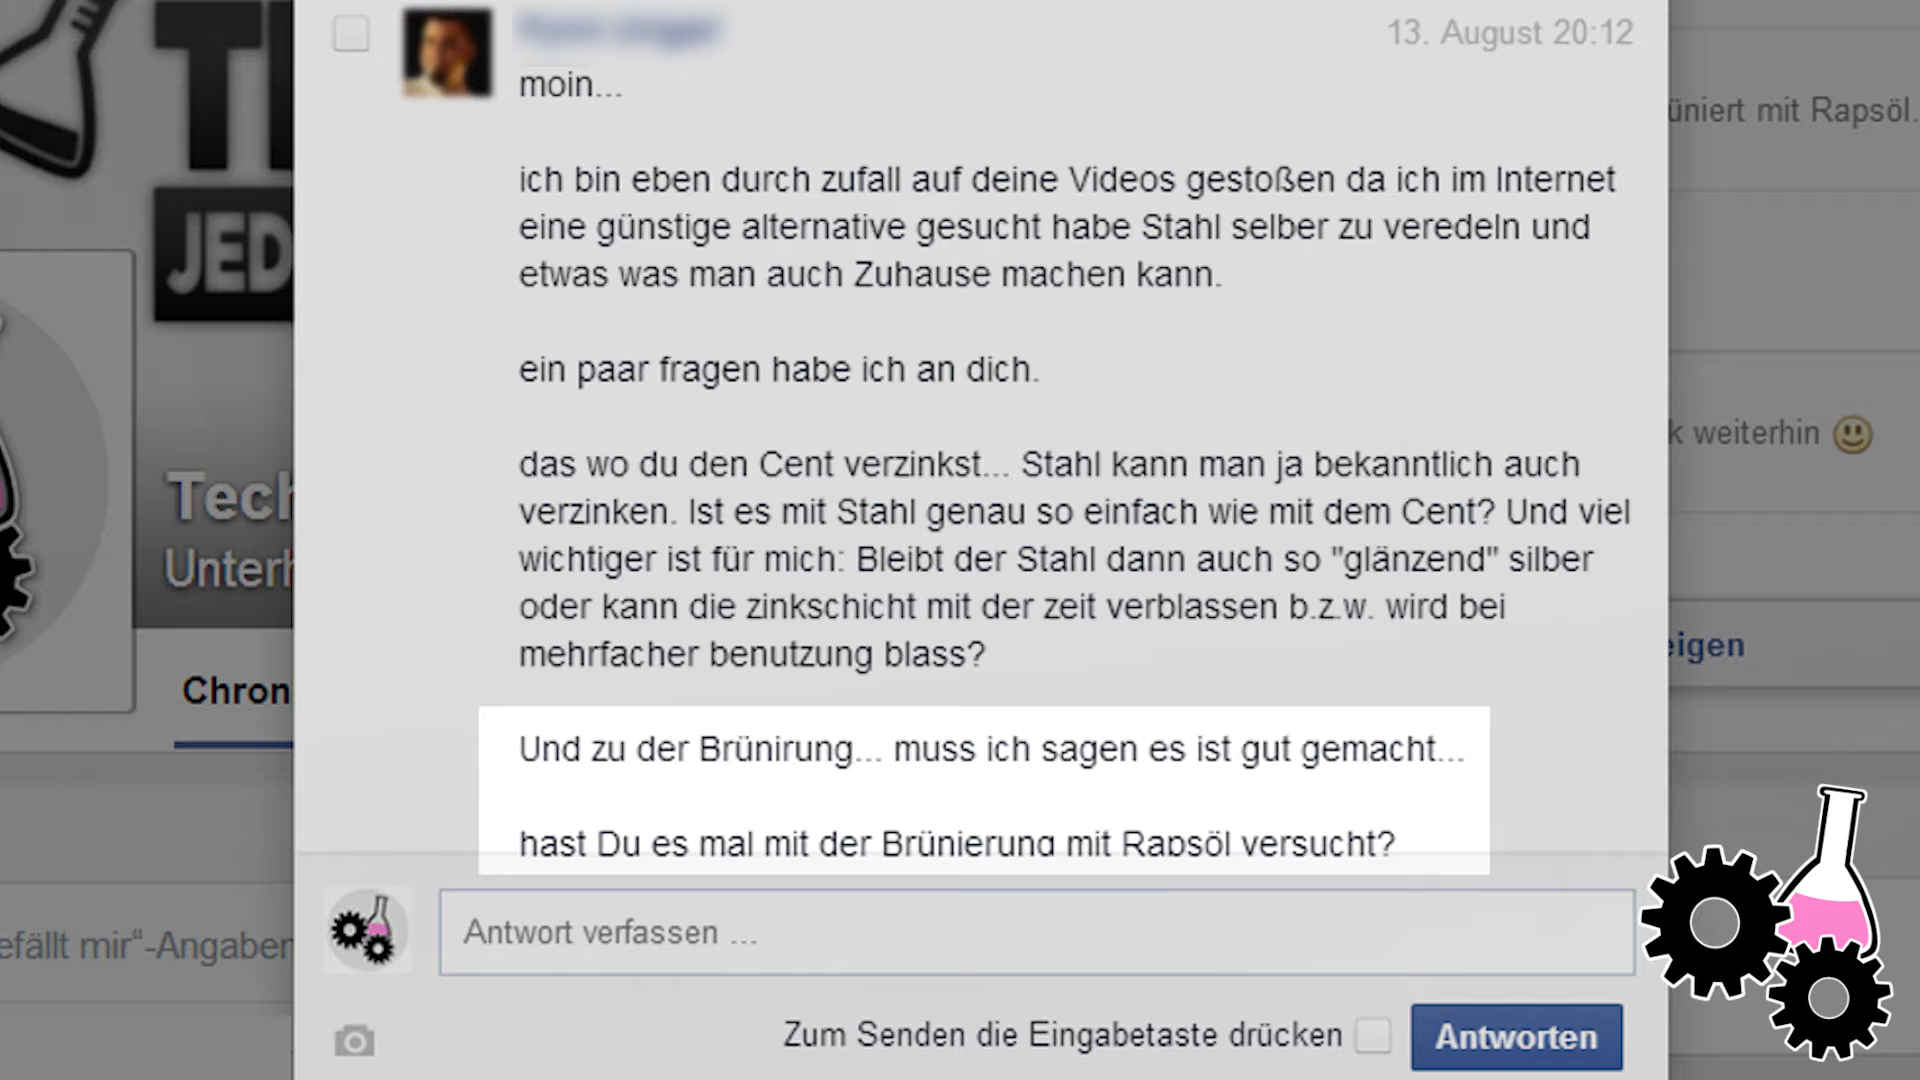 13. August 20:12
moin...
ich bin eben durch zufall auf deine Videos gestoßen da ich im Internet
eine günstige alternative gesucht habe Stahl selber zu veredeln und
etwas was man auch Zuhause machen kann.
ein paar fragen habe ich an dich.
das wo du den Cent verzinkst... Stahl kann man ja bekanntlich auch
verzinken. Ist es mit Stahl genau so einfach wie mit dem Cent? Und viel
wichtiger ist für mich: Bleibt der Stahl dann auch so "glänzend" silber
oder kann die zinkschicht mit der zeit verblassen b.z.w. wird bei
mehrfacher benutzung blass?
Und zu der Brünirung... muss ich sagen es ist gut gemacht...
hast Du es mal mit der Brünierung mit Rapsöl versucht?
Antwort verfassen ...
Zum Senden die Eingabetaste drücken
Antworten
JED
Tech
Unterh
Chron
efällt mir“-Angaben
üniert mit Rapsöl.
k weiterhin
eigen